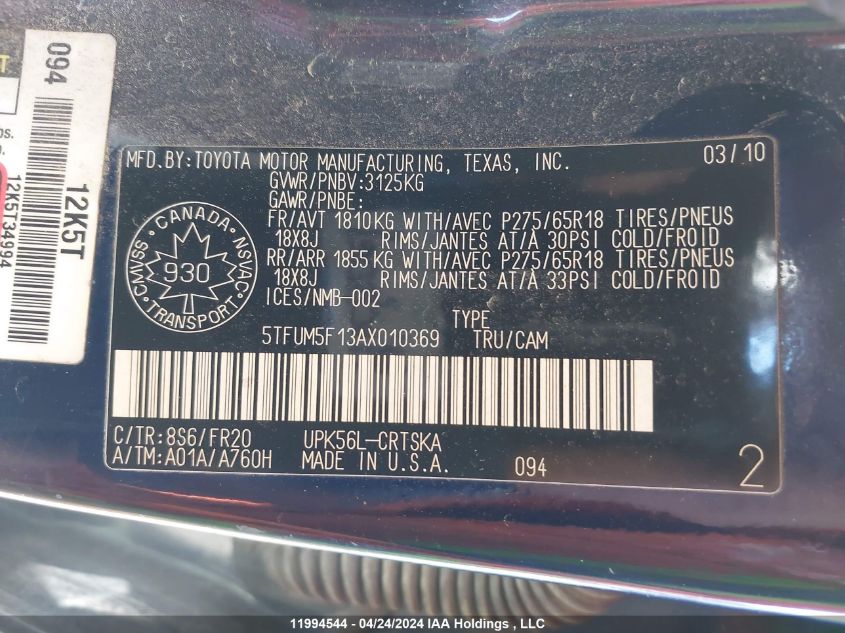 094
12K5T
12K5T34994
MFD.BY:TOYOTA MOTOR MANUFACTURING, TEXAS, INC. 03/10
GVWR/PNBV:3125KG
GAWR/PNBE:
FR/AVT 1810KG WITH/AVEC P275/65R18 TIRES/PNEUS
18X8J RIMS/JANTES AT/A 30PSI COLD/FROID
RR/ARR 1855KG WITH/AVEC P275/65R18 TIRES/PNEUS
18X8J RIMS/JANTES AT/A 33PSI COLD/FROID
ICES/NMB-002
CANADA
CMVSS NSVAC
930
TRANSPORT
TYPE
5TFUM5F13AX010369 TRU/CAM
C/TR:8S6/FR20 UPK56L-CRTSKA
A/TM:A01A/A760H MADE IN U.S.A. 094 2
11994544 - 04/24/2024 IAA Holdings , LLC